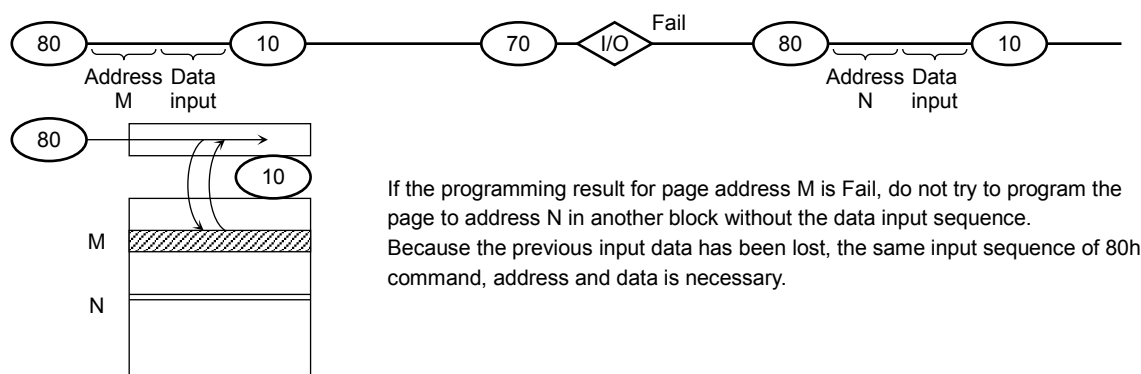 80 10 70 I/O Fail 80 10
Address Data Address Data
M input N input
80
10
If the programming result for page address M is Fail, do not try to program the
page to address N in another block without the data input sequence.
Because the previous input data has been lost, the same input sequence of 80h
command, address and data is necessary.
M
N